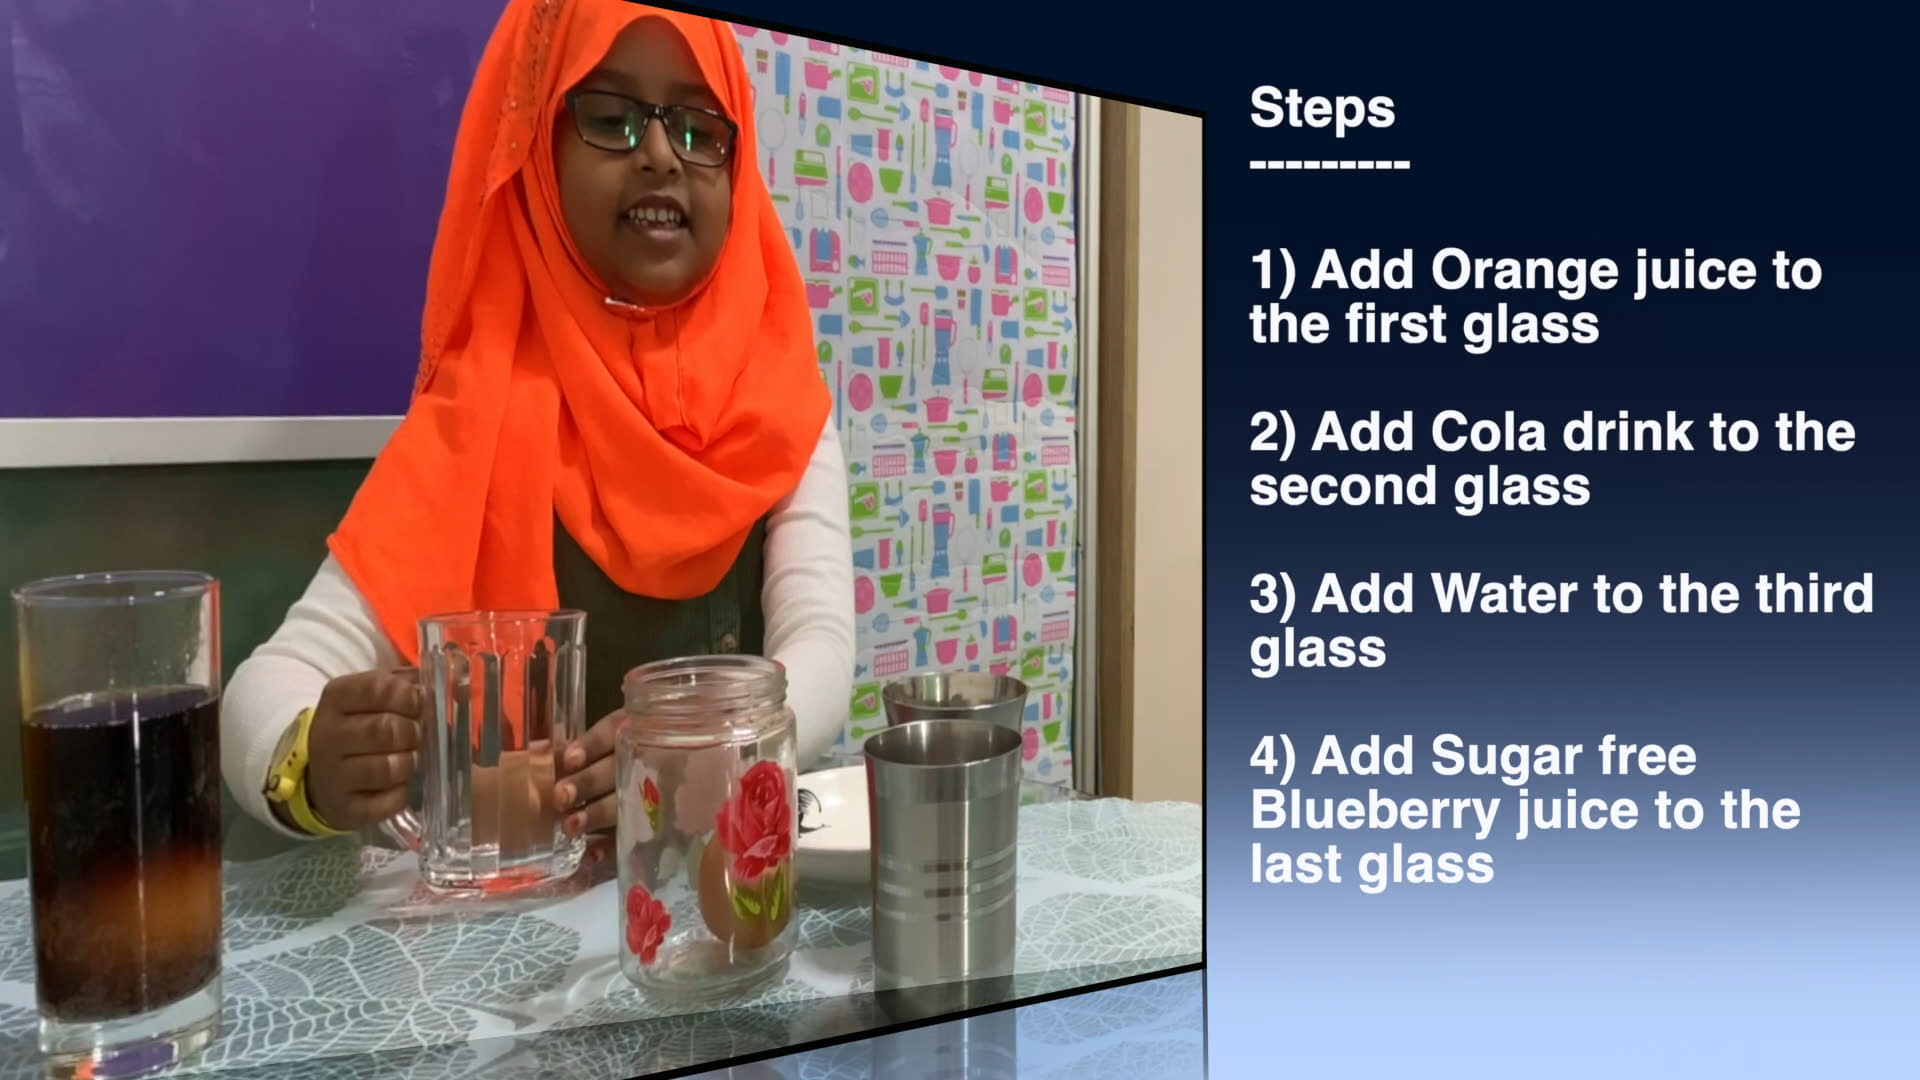 Steps
---------
1) Add Orange juice to
the first glass
2) Add Cola drink to the
second glass
3) Add Water to the third
glass
4) Add Sugar free
Blueberry juice to the
last glass